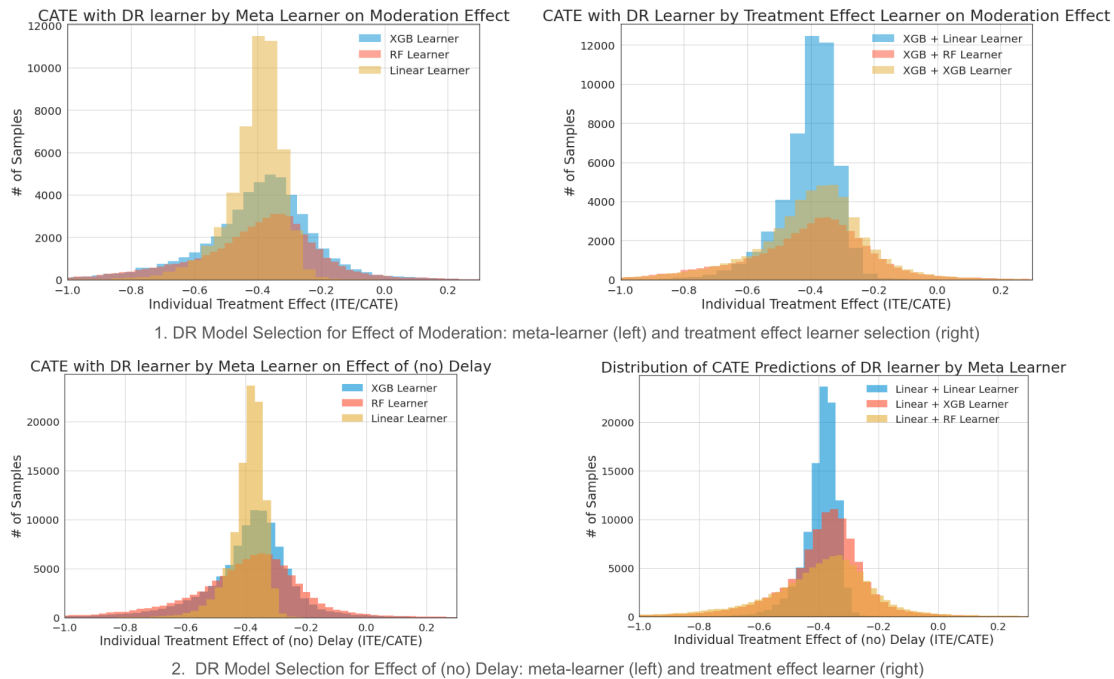 CATE with DR learner by Meta Learner on Moderation Effect
12000
10000
8000
6000
4000
2000
0
# of Samples
XGB Learner
RF Learner
Linear Learner
−1.0 −0.8 −0.6 −0.4 −0.2 0.0 0.2
Individual Treatment Effect (ITE/CATE)
CATE with DR Learner by Treatment Effect Learner on Moderation Effect
12000
10000
8000
6000
4000
2000
0
# of Samples
XGB + Linear Learner
XGB + RF Learner
XGB + XGB Learner
−1.0 −0.8 −0.6 −0.4 −0.2 0.0 0.2
Individual Treatment Effect (ITE/CATE)
1. DR Model Selection for Effect of Moderation: meta-learner (left) and treatment effect learner selection (right)
CATE with DR learner by Meta Learner on Effect of (no) Delay
20000
15000
10000
5000
0
# of Samples
XGB Learner
RF Learner
Linear Learner
−1.0 −0.8 −0.6 −0.4 −0.2 0.0 0.2
Individual Treatment Effect of (no) Delay (ITE/CATE)
Distribution of CATE Predictions of DR learner by Meta Learner
20000
15000
10000
5000
0
# of Samples
Linear + Linear Learner
Linear + XGB Learner
Linear + RF Learner
−1.0 −0.8 −0.6 −0.4 −0.2 0.0 0.2
Individual Treatment Effect of (no) Delay (ITE/CATE)
2. DR Model Selection for Effect of (no) Delay: meta-learner (left) and treatment effect learner (right)